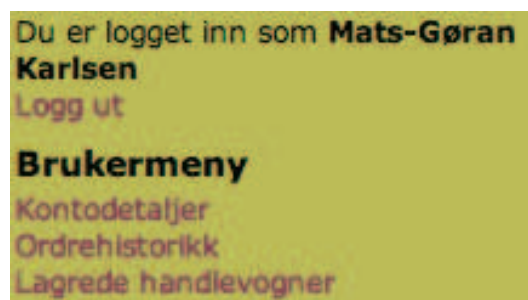 Du er logget inn som Mats-Gøran
Karlsen
Logg ut
Brukermeny
Kontodetaljer
Ordrehistorikk
Lagrede handlevogner